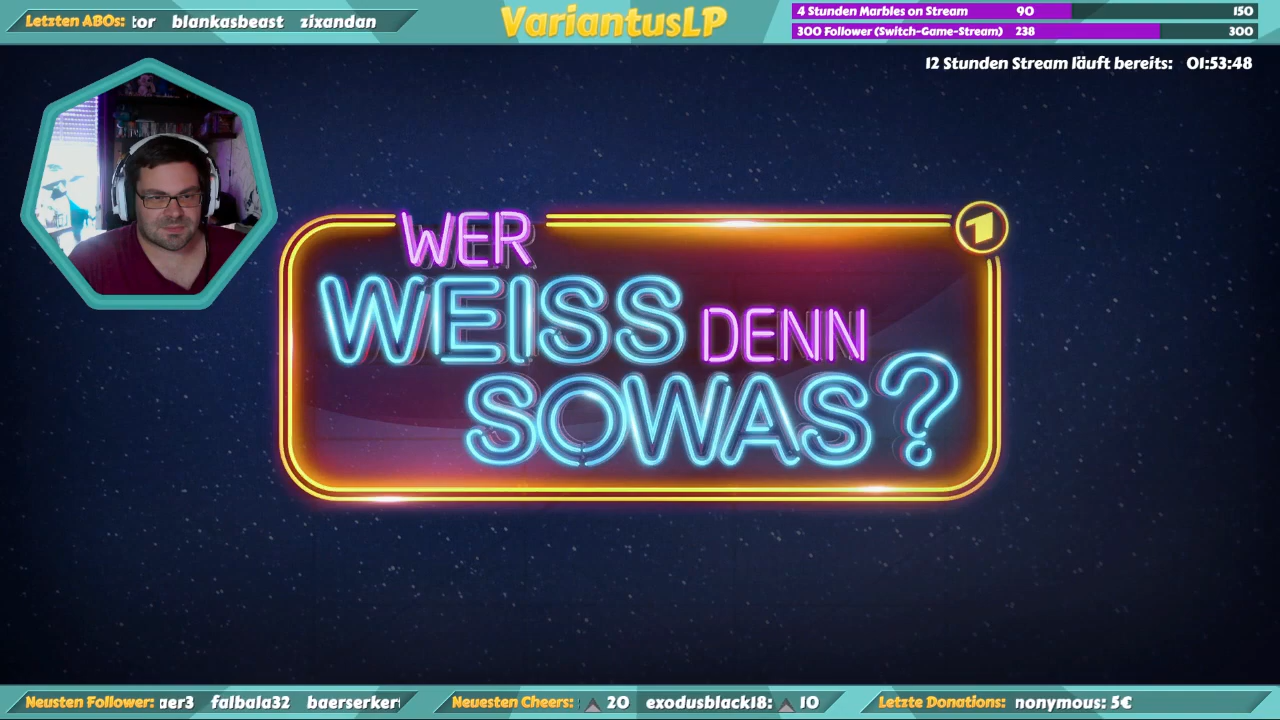 Letzten ABOs: tor blankasbeast zixandan
VariantusLP
4 Stunden Marbles on Stream 90 150
300 Follower (Switch-Game-Stream) 238 300
12 Stunden Stream läuft bereits: 01:53:48
WER
WEISS DENN
SOWAS?
1
Neusten Follower: aer3 falbala32 baerserker
Neuesten Cheers: 20 exodusblack18: 10
Letzte Donations: nonymous: 5€